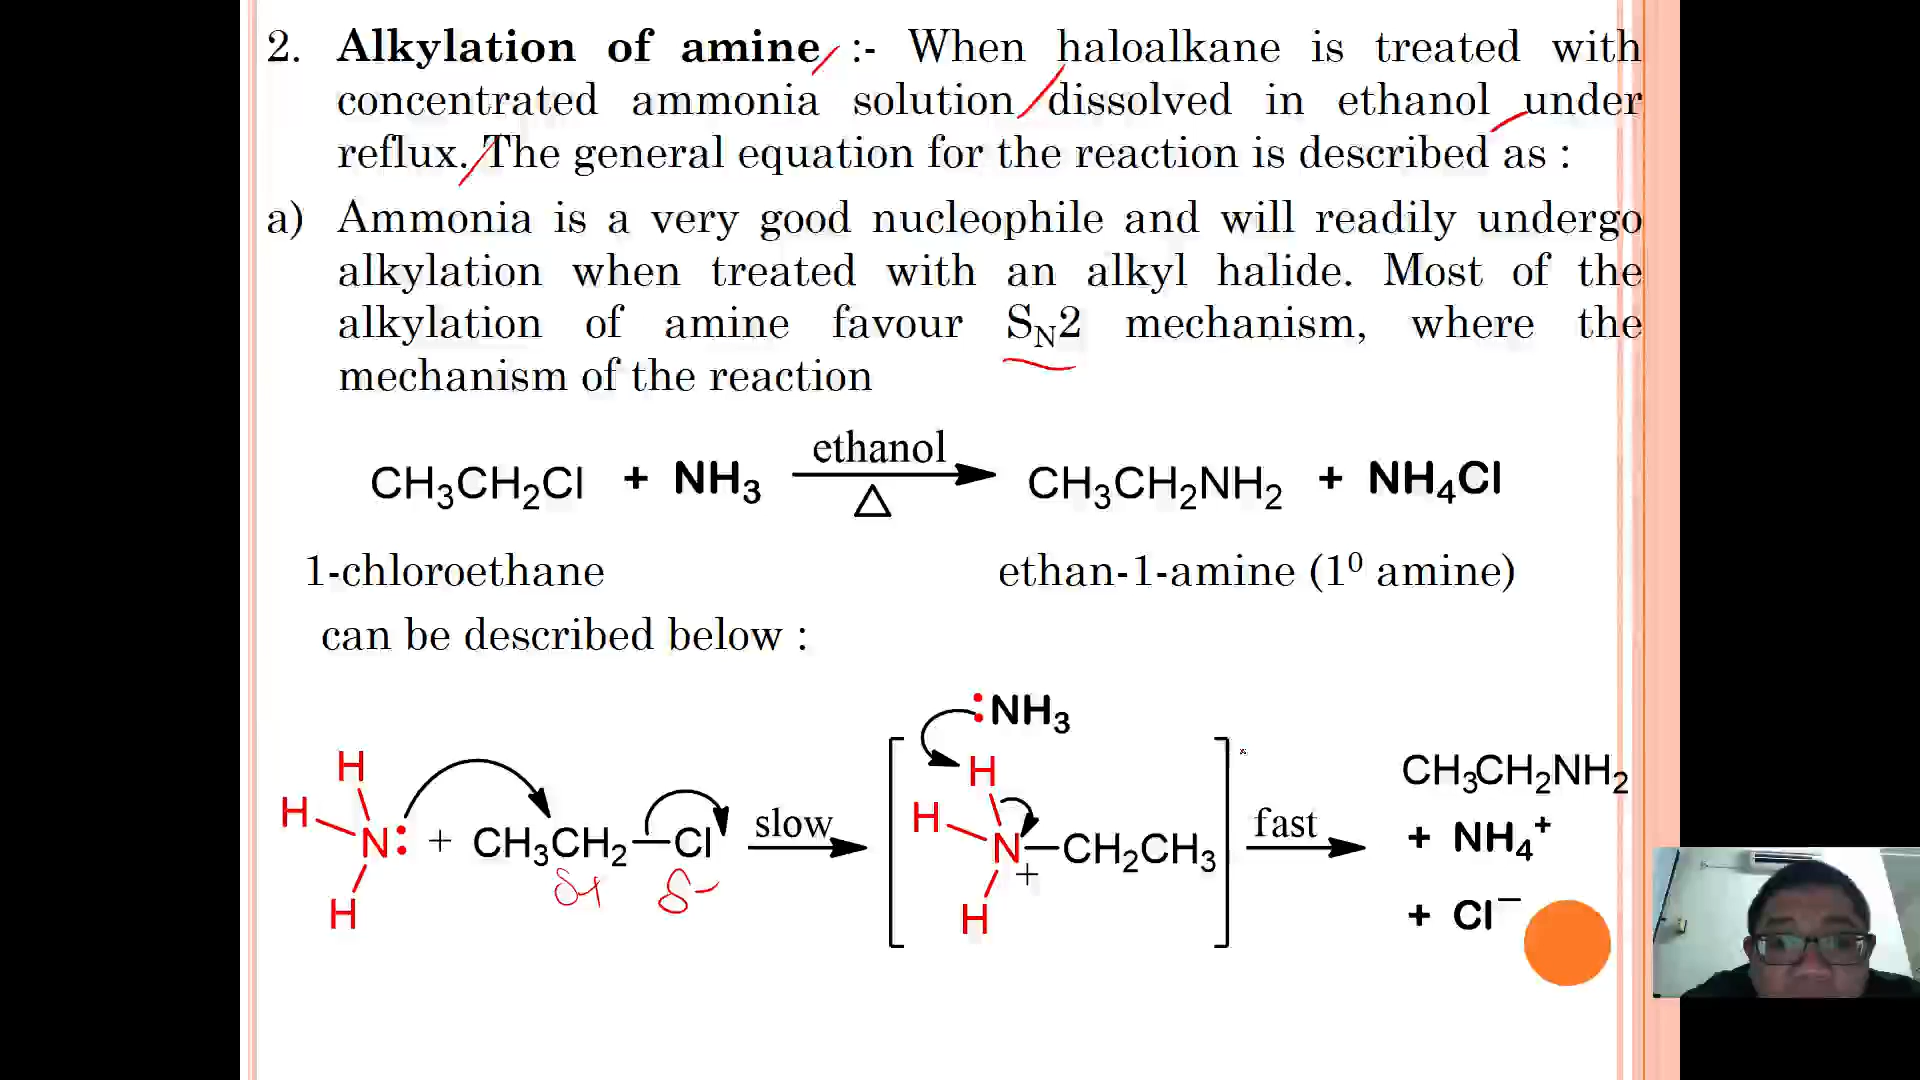 2. Alkylation of amine :- When haloalkane is treated with
concentrated ammonia solution dissolved in ethanol under
reflux. The general equation for the reaction is described as :
a) Ammonia is a very good nucleophile and will readily undergo
alkylation when treated with an alkyl halide. Most of the
alkylation of amine favour S_N2 mechanism, where the
mechanism of the reaction
ethanol
CH₃CH₂Cl + NH₃ → CH₃CH₂NH₂ + NH₄Cl
△
1-chloroethane ethan-1-amine (1⁰ amine)
can be described below :
:NH₃
H H
H H CH₃CH₂NH₂
N: + CH₃CH₂—Cl slow N—CH₂CH₃ fast + NH₄⁺
δ+ δ- +
H H + Cl⁻